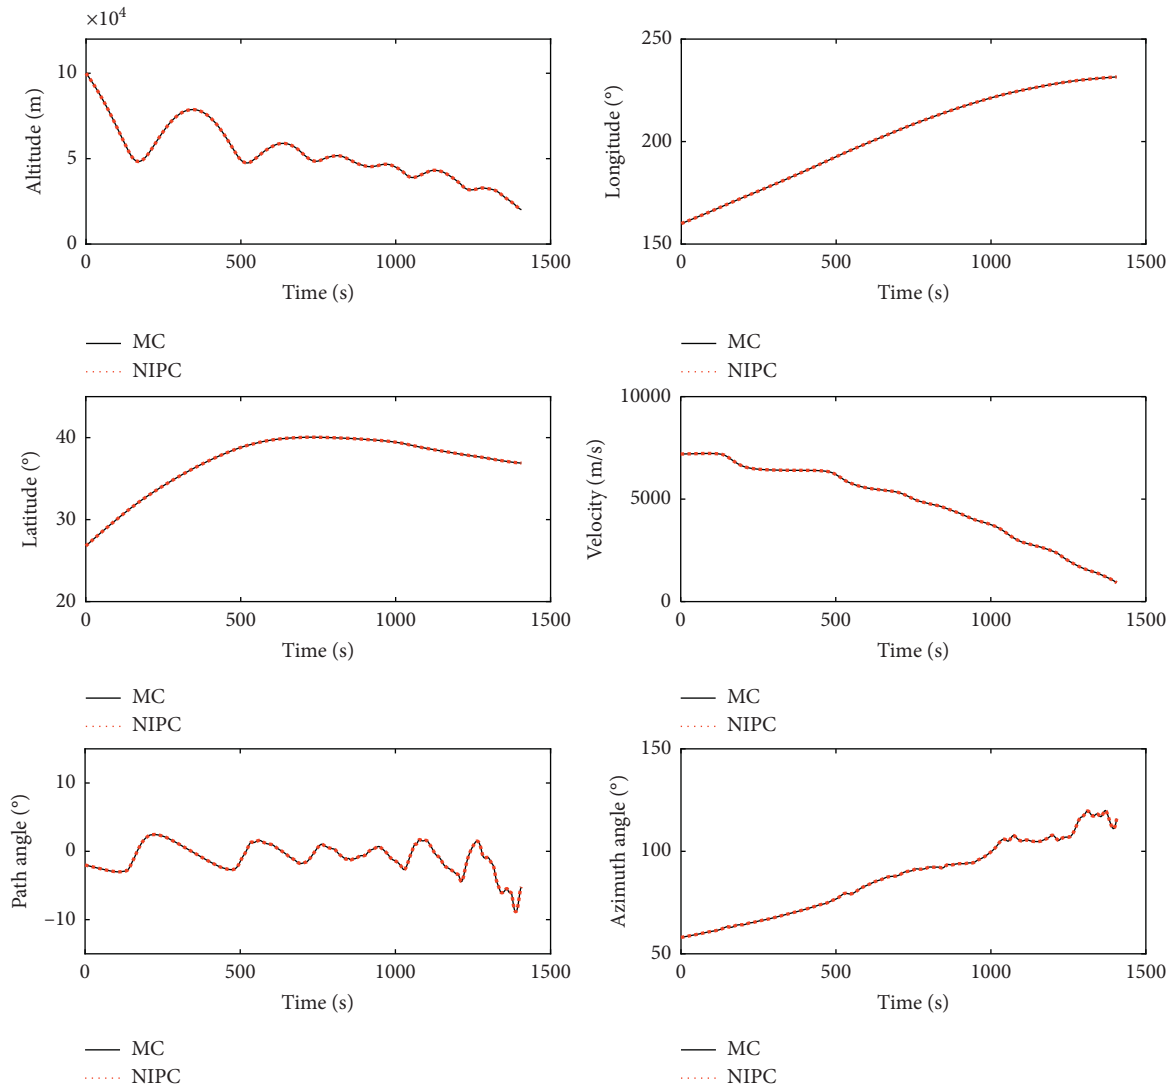 ×10⁴
10
5
0
Altitude (m)
0 500 1000 1500
Time (s)
MC
NIPC
250
200
150
Longitude (°)
0 500 1000 1500
Time (s)
MC
NIPC
40
30
20
Latitude (°)
0 500 1000 1500
Time (s)
MC
NIPC
10000
5000
0
Velocity (m/s)
0 500 1000 1500
Time (s)
MC
NIPC
10
0
−10
Path angle (°)
0 500 1000 1500
Time (s)
MC
NIPC
150
100
50
Azimuth angle (°)
0 500 1000 1500
Time (s)
MC
NIPC